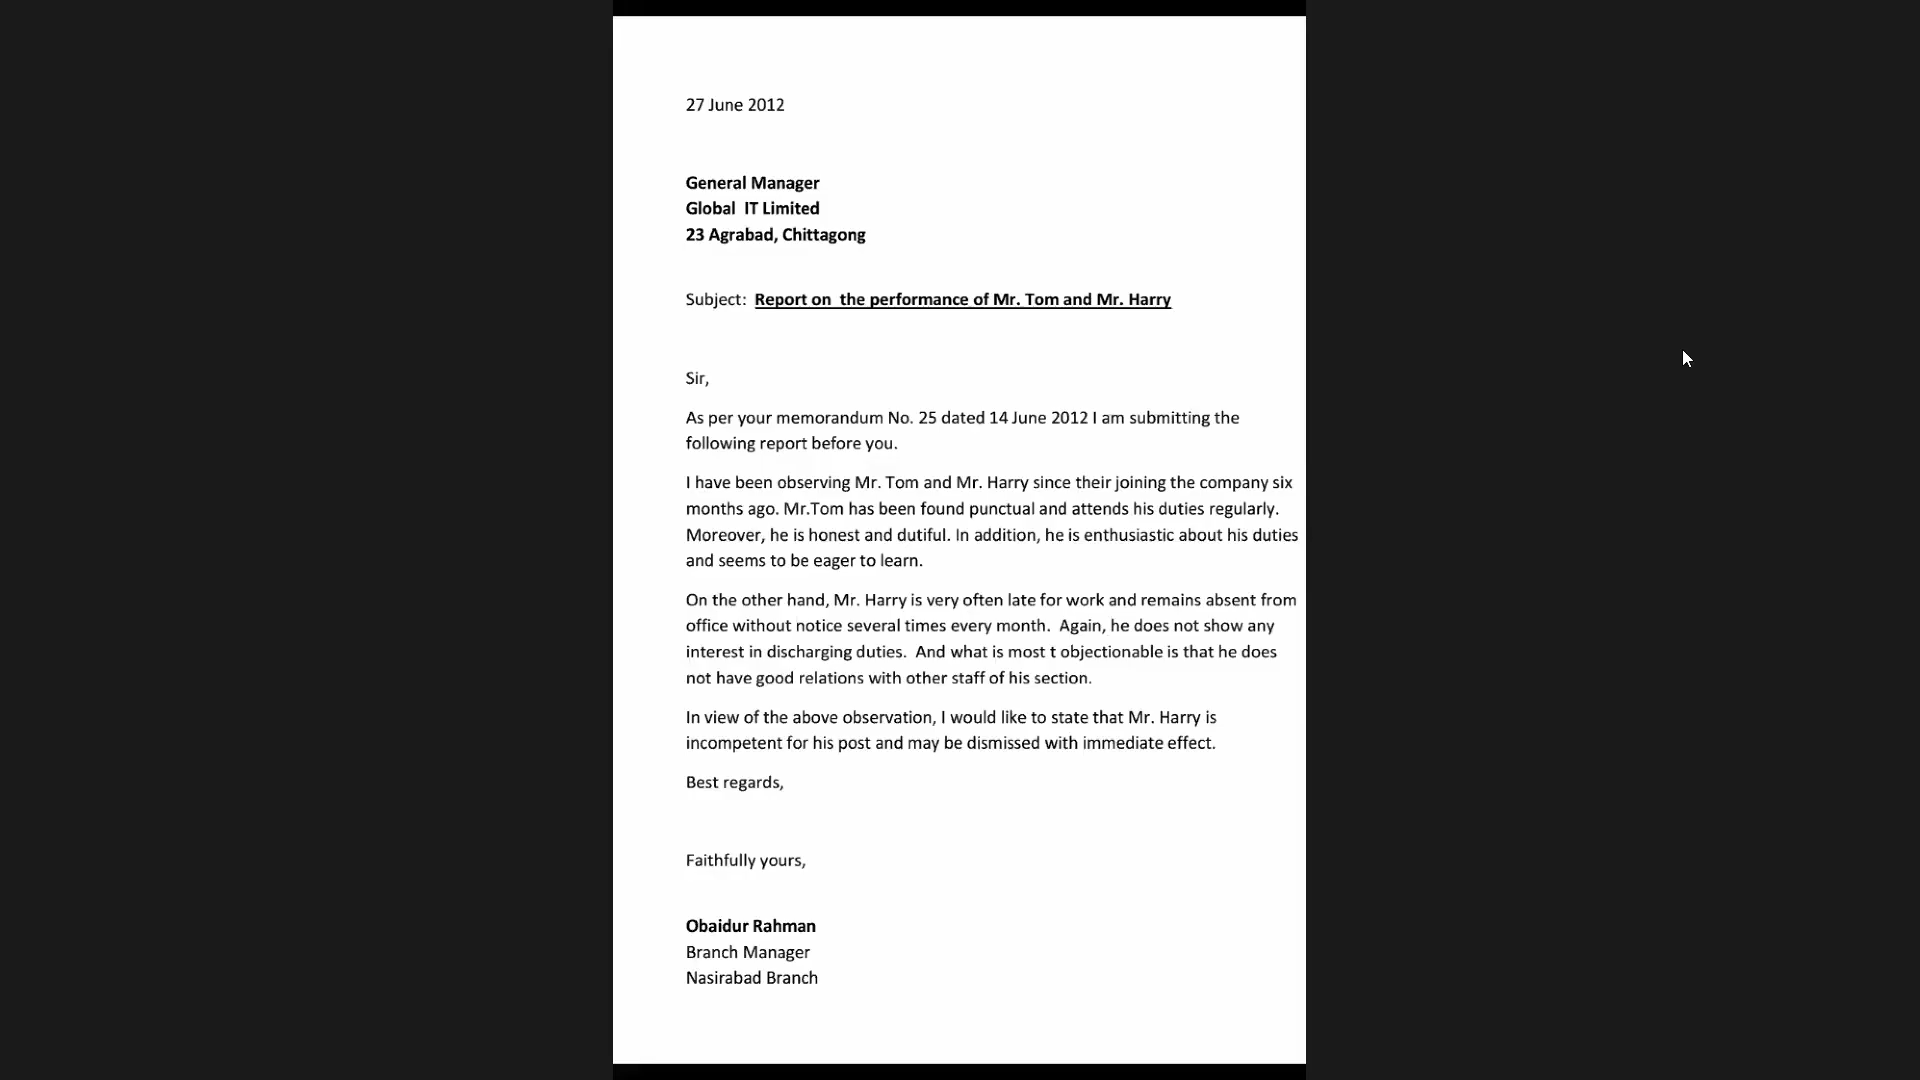 27 June 2012
General Manager
Global  IT Limited
23 Agrabad, Chittagong
Subject:  Report on  the performance of Mr. Tom and Mr. Harry
Sir,
As per your memorandum No. 25 dated 14 June 2012 I am submitting the
following report before you.
I have been observing Mr. Tom and Mr. Harry since their joining the company six
months ago. Mr.Tom has been found punctual and attends his duties regularly.
Moreover, he is honest and dutiful. In addition, he is enthusiastic about his duties
and seems to be eager to learn.
On the other hand, Mr. Harry is very often late for work and remains absent from
office without notice several times every month.  Again, he does not show any
interest in discharging duties.  And what is most t objectionable is that he does
not have good relations with other staff of his section.
In view of the above observation, I would like to state that Mr. Harry is
incompetent for his post and may be dismissed with immediate effect.
Best regards,
Faithfully yours,
Obaidur Rahman
Branch Manager
Nasirabad Branch